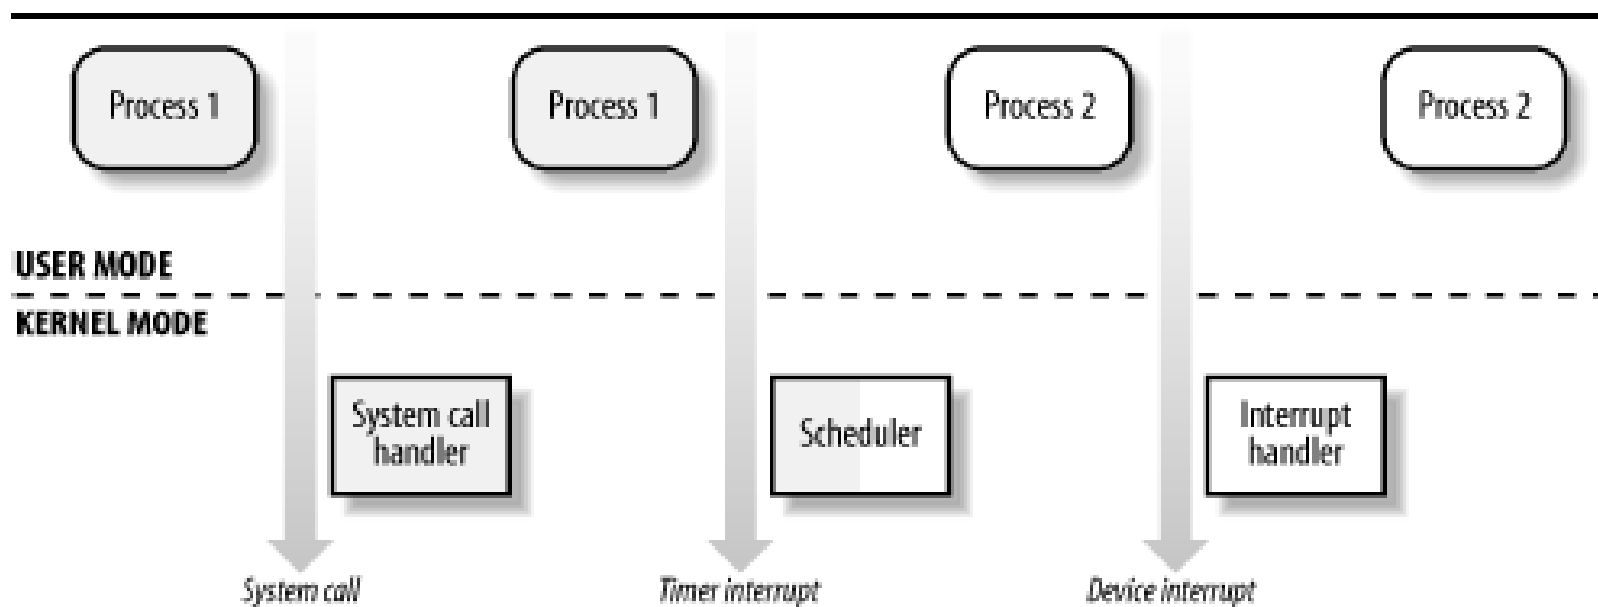 Process 1
Process 1
Process 2
Process 2
USER MODE
KERNEL MODE
System call
handler
Scheduler
Interrupt
handler
System call
Timer interrupt
Device interrupt